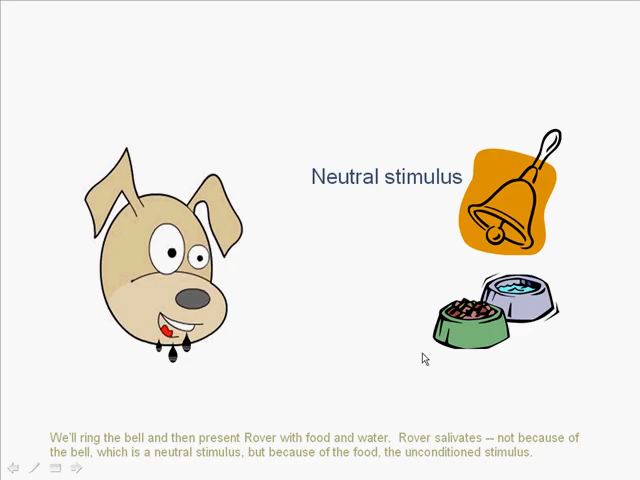 Neutral stimulus
We'll ring the bell and then present Rover with food and water.  Rover salivates -- not because of
the bell, which is a neutral stimulus, but because of the food, the unconditioned stimulus.